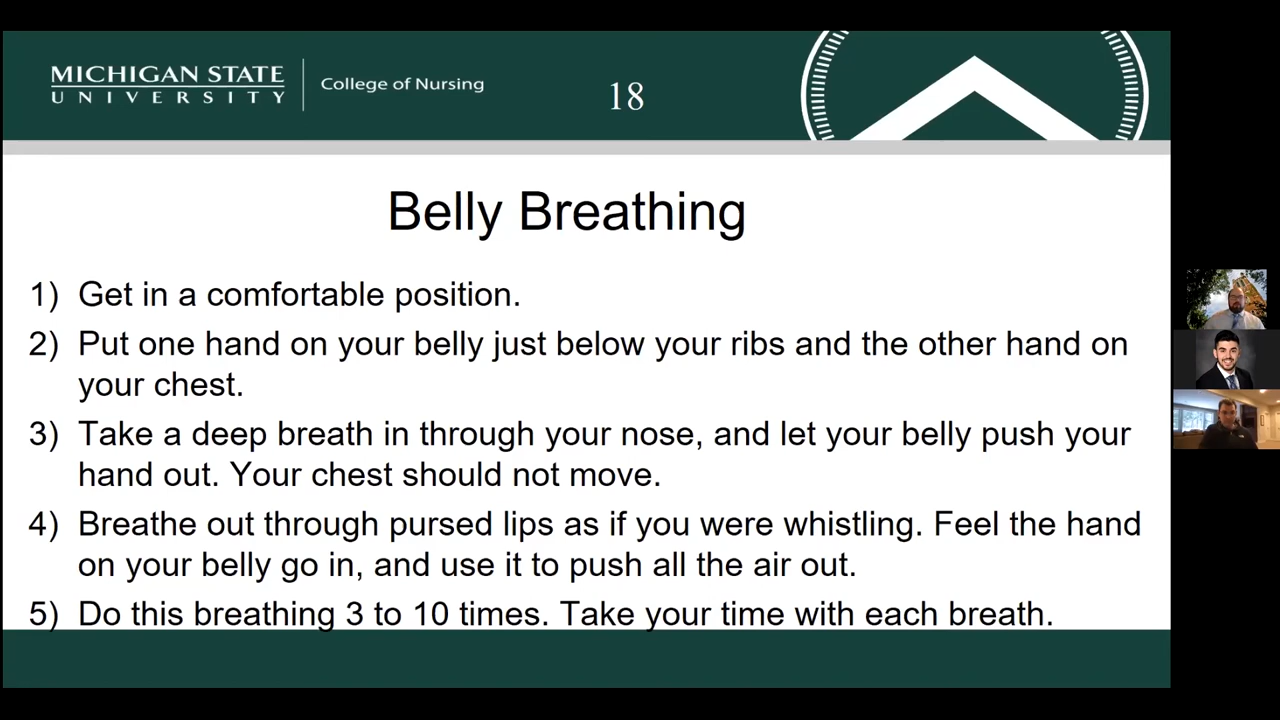 MICHIGAN STATE
UNIVERSITY
College of Nursing
18
Belly Breathing
1) Get in a comfortable position.
2) Put one hand on your belly just below your ribs and the other hand on
your chest.
3) Take a deep breath in through your nose, and let your belly push your
hand out. Your chest should not move.
4) Breathe out through pursed lips as if you were whistling. Feel the hand
on your belly go in, and use it to push all the air out.
5) Do this breathing 3 to 10 times. Take your time with each breath.